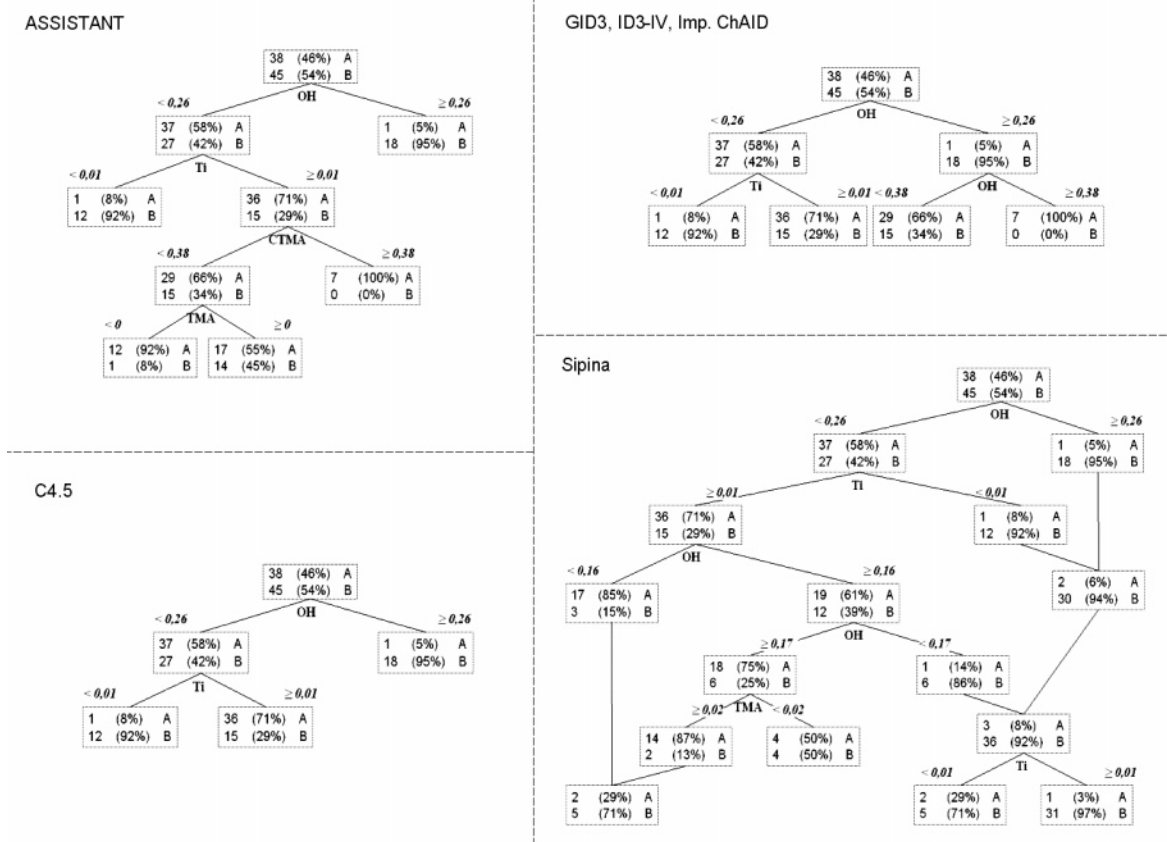 ASSISTANT
38 (46%) A
45 (54%) B
OH
< 0,26
≥ 0,26
37 (58%) A
27 (42%) B
1 (5%) A
18 (95%) B
Ti
< 0,01
≥ 0,01
1 (8%) A
12 (92%) B
36 (71%) A
15 (29%) B
CTMA
< 0,38
≥ 0,38
29 (66%) A
15 (34%) B
7 (100%) A
0 (0%) B
TMA
< 0
≥ 0
12 (92%) A
1 (8%) B
17 (55%) A
14 (45%) B
GID3, ID3-IV, Imp. ChAID
38 (46%) A
45 (54%) B
OH
< 0,26
≥ 0,26
37 (58%) A
27 (42%) B
1 (5%) A
18 (95%) B
Ti
OH
< 0,01
≥ 0,01
< 0,38
≥ 0,38
1 (8%) A
12 (92%) B
36 (71%) A
15 (29%) B
29 (66%) A
15 (34%) B
7 (100%) A
0 (0%) B
C4.5
38 (46%) A
45 (54%) B
OH
< 0,26
≥ 0,26
37 (58%) A
27 (42%) B
1 (5%) A
18 (95%) B
Ti
< 0,01
≥ 0,01
1 (8%) A
12 (92%) B
36 (71%) A
15 (29%) B
Sipina
38 (46%) A
45 (54%) B
OH
< 0,26
≥ 0,26
37 (58%) A
27 (42%) B
1 (5%) A
18 (95%) B
Ti
≥ 0,01
< 0,01
36 (71%) A
15 (29%) B
1 (8%) A
12 (92%) B
OH
< 0,16
≥ 0,16
17 (85%) A
3 (15%) B
19 (61%) A
12 (39%) B
2 (6%) A
30 (94%) B
OH
≥ 0,17
< 0,17
18 (75%) A
6 (25%) B
1 (14%) A
6 (86%) B
TMA
≥ 0,02
< 0,02
14 (87%) A
2 (13%) B
4 (50%) A
4 (50%) B
3 (8%) A
36 (92%) B
Ti
< 0,01
≥ 0,01
2 (29%) A
5 (71%) B
2 (29%) A
5 (71%) B
1 (3%) A
31 (97%) B